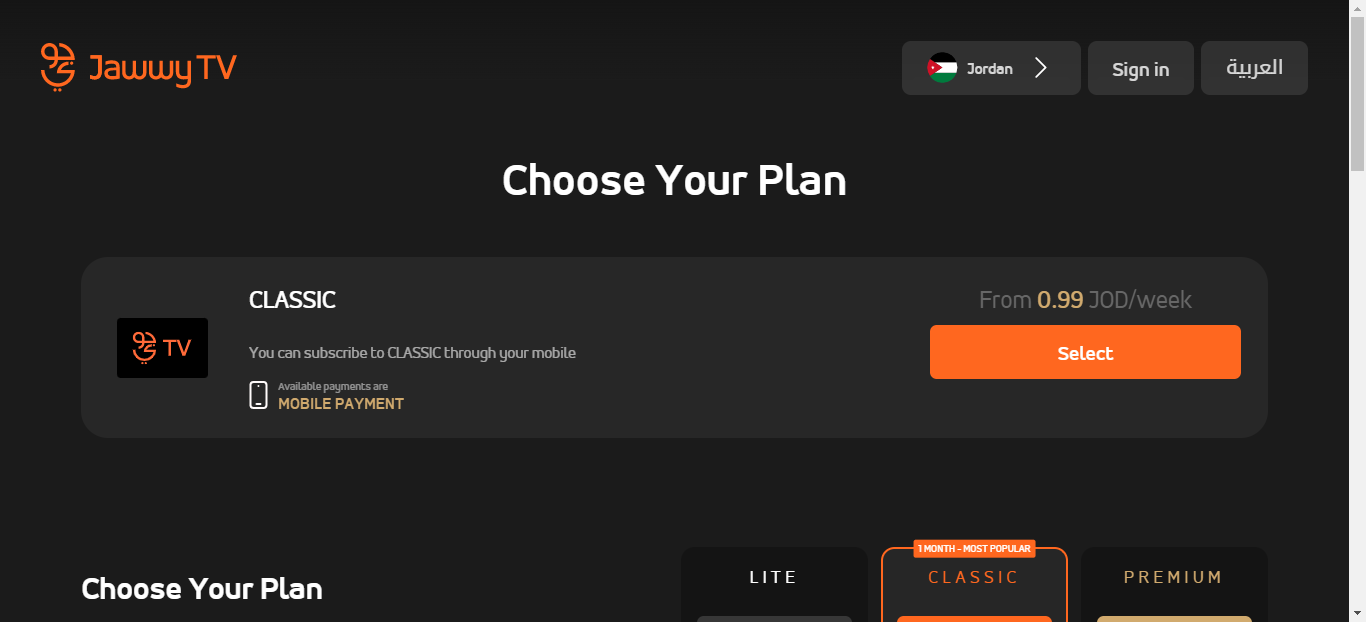 Jawwy TV
Jordan
Sign in
العربية
Choose Your Plan
CLASSIC
From 0.99 JOD/week
TV
Select
You can subscribe to CLASSIC through your mobile
Available payments are
MOBILE PAYMENT
1 MONTH - MOST POPULAR
Choose Your Plan
LITE
CLASSIC
PREMIUM